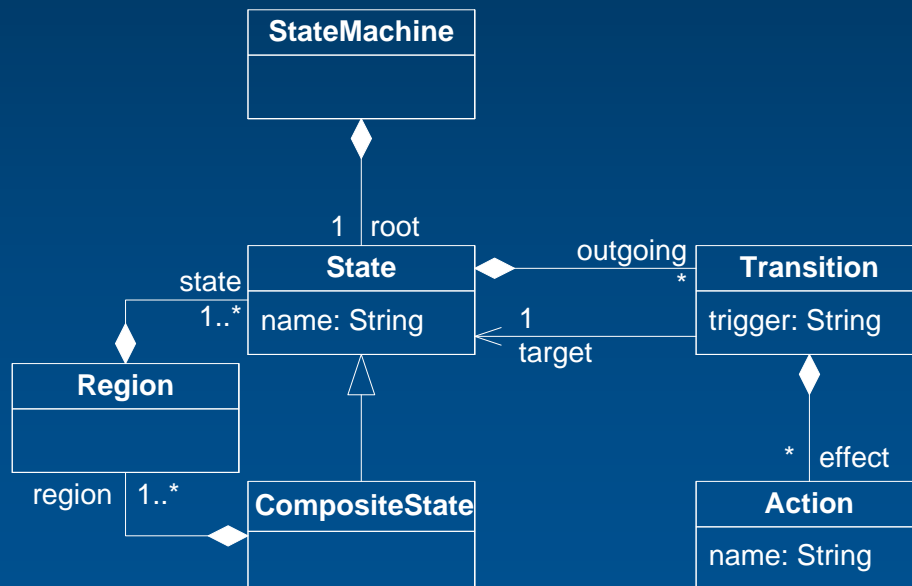 StateMachine
1 root
State
name: String
outgoing
*
1
target
Transition
trigger: String
state
1..*
Region
region 1..*
CompositeState
* effect
Action
name: String